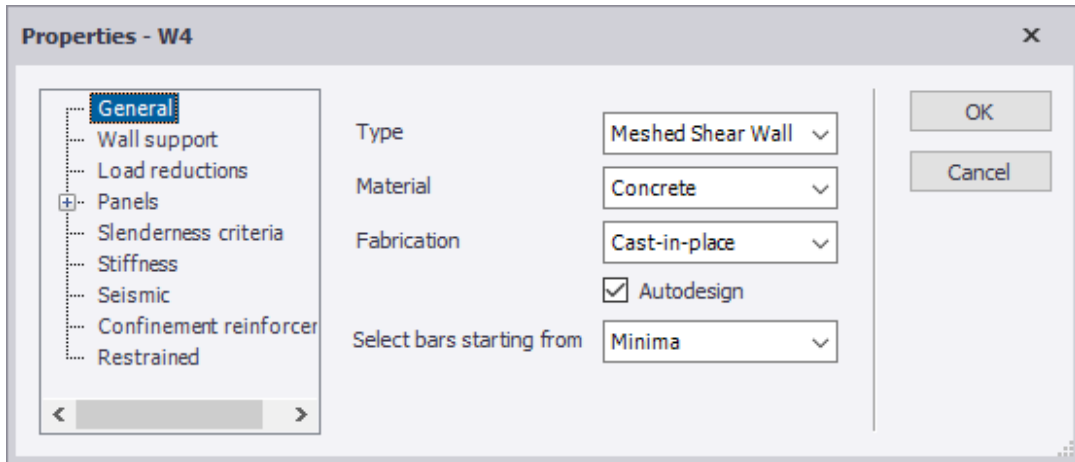 Properties - W4
General
Wall support
Load reductions
Panels
Slenderness criteria
Stiffness
Seismic
Confinement reinforcer
Restrained
Type
Meshed Shear Wall
Material
Concrete
Fabrication
Cast-in-place
Autodesign
Select bars starting from
Minima
OK
Cancel